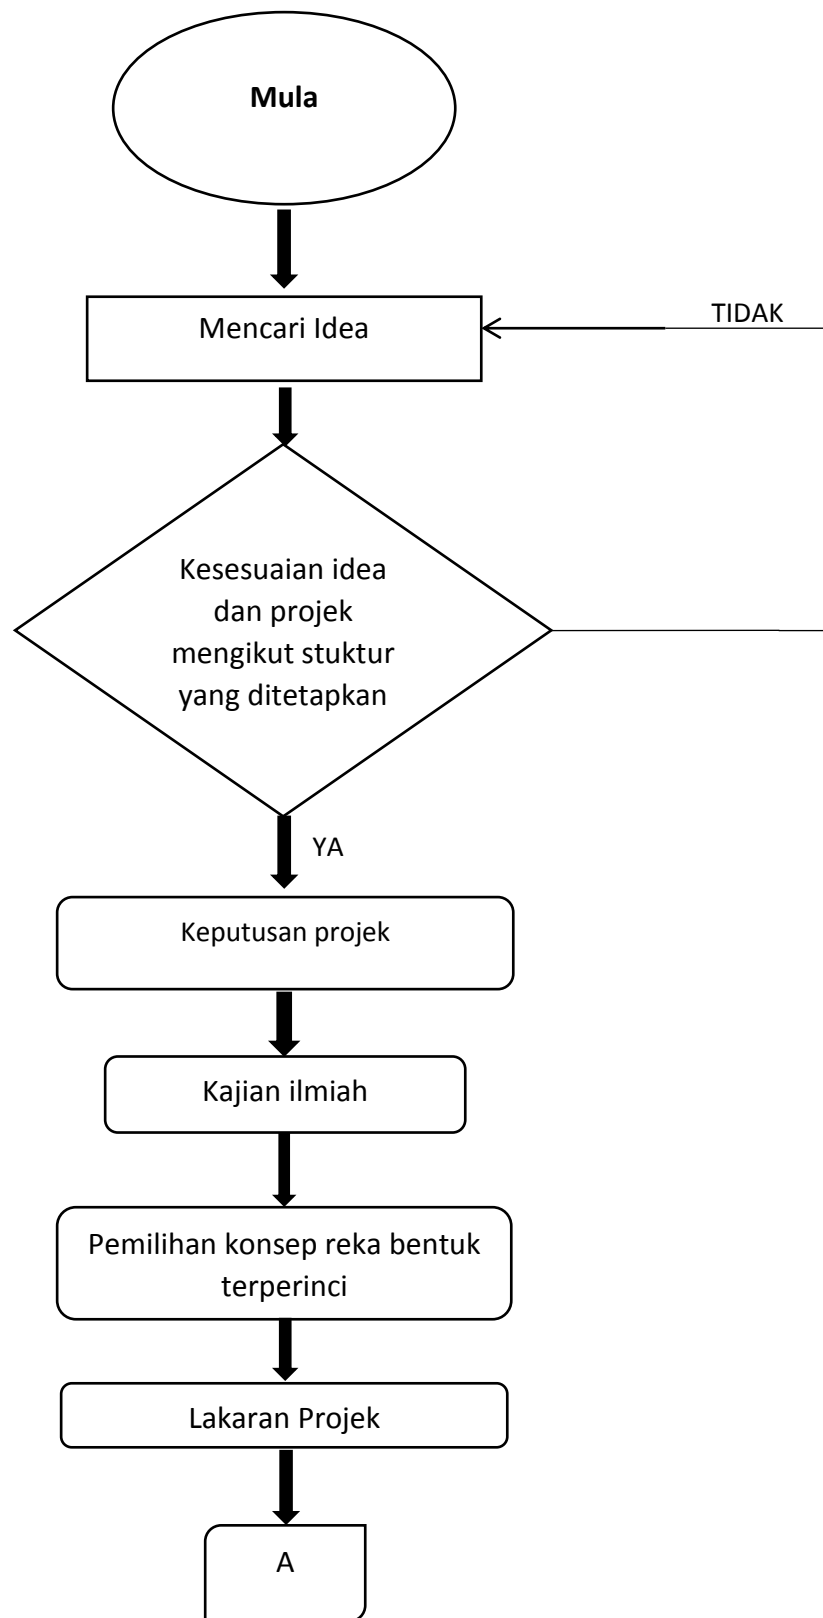 Mula
Mencari Idea
TIDAK
Kesesuaian idea
dan projek
mengikut stuktur
yang ditetapkan
YA
Keputusan projek
Kajian ilmiah
Pemilihan konsep reka bentuk
terperinci
Lakaran Projek
A